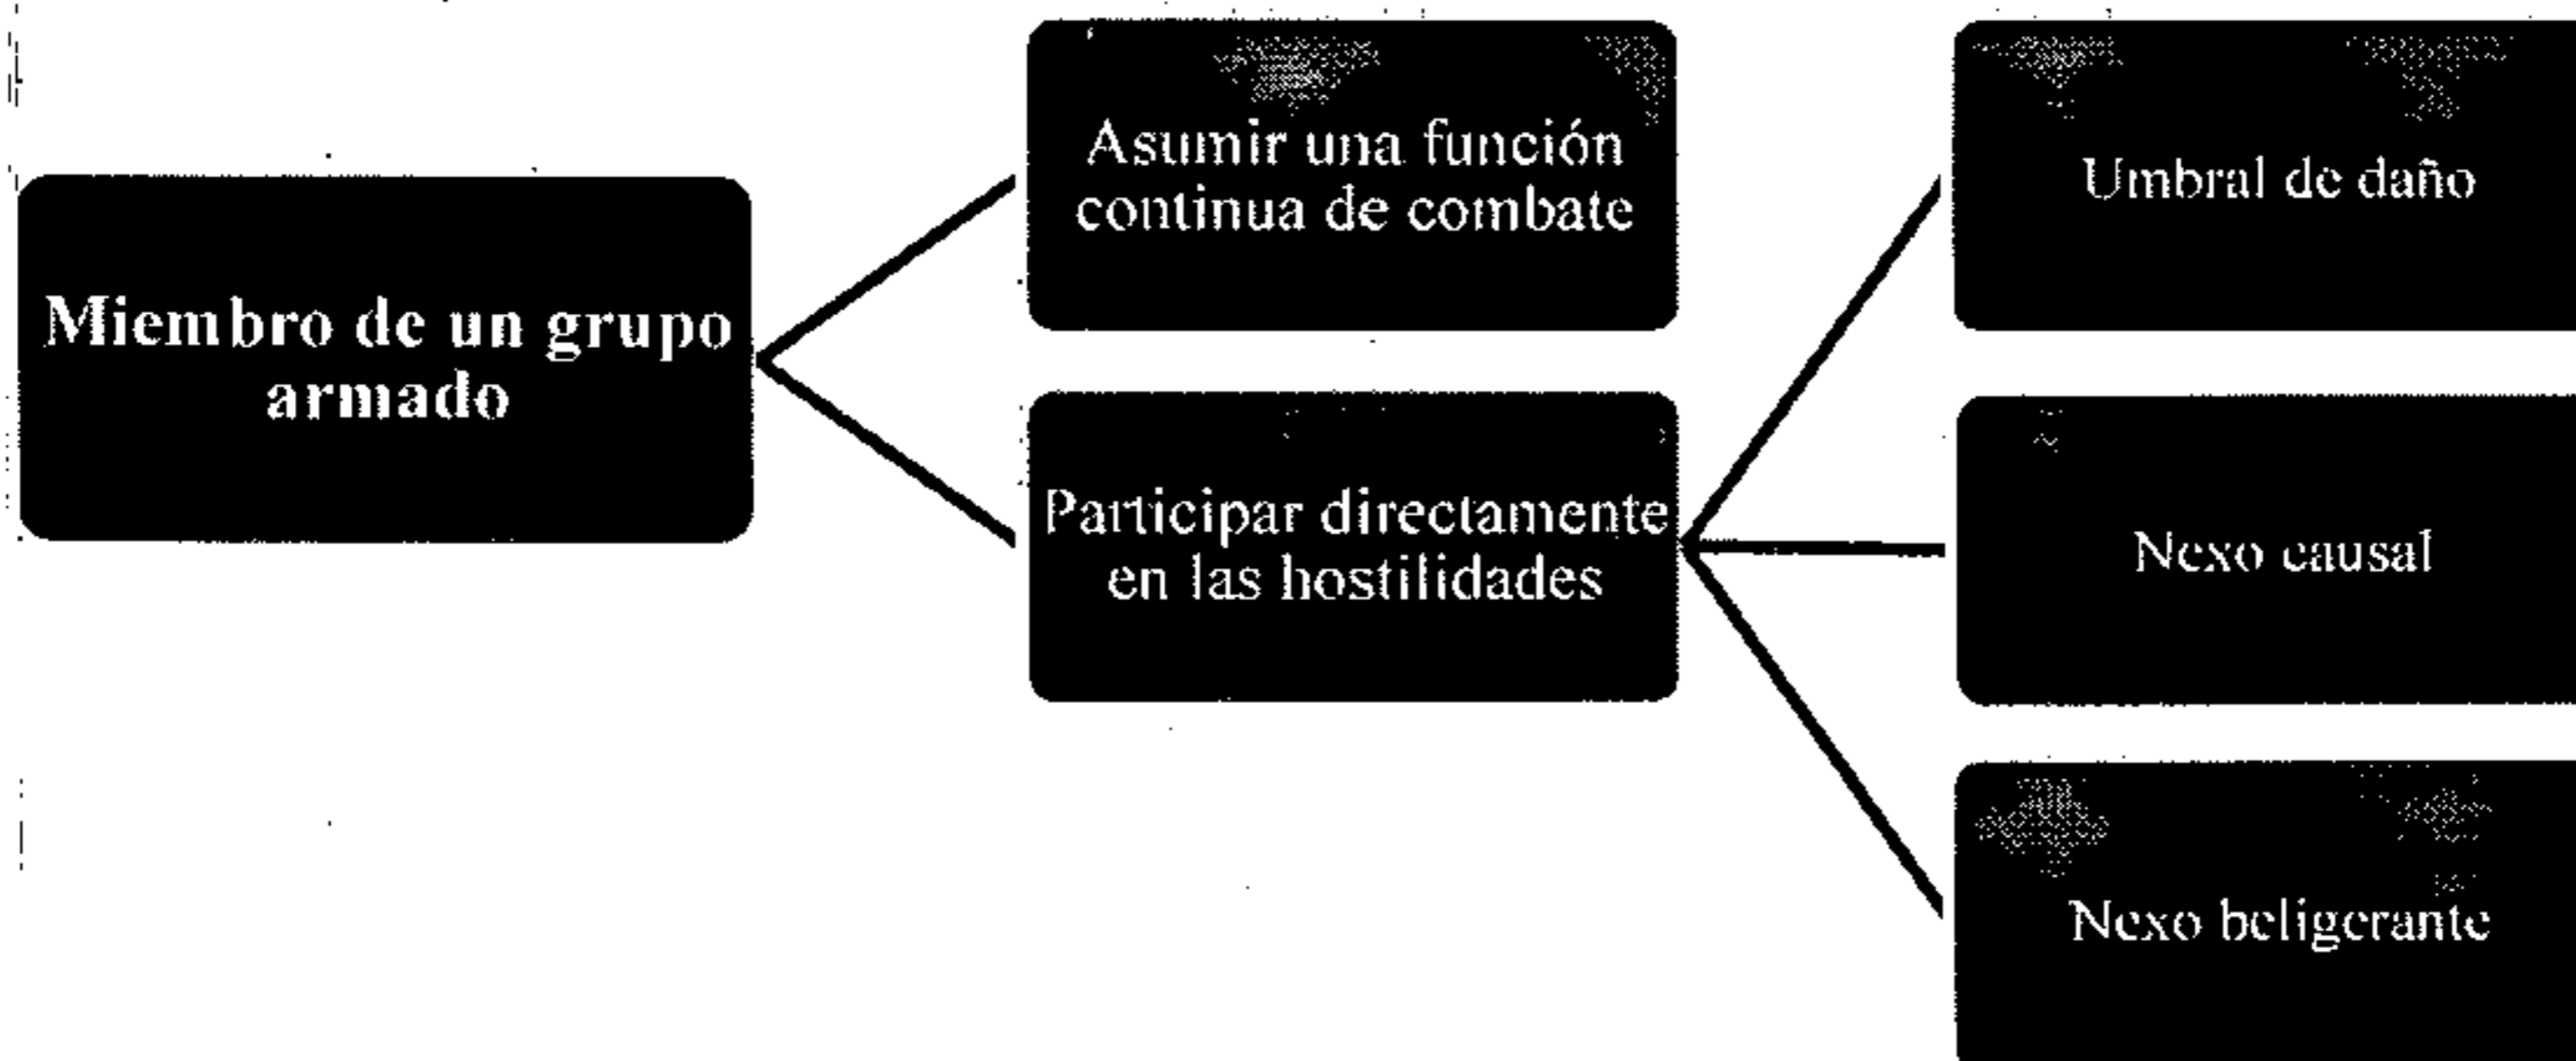 Miembro de un grupo
armado
Asumir una función
continua de combate
Participar directamente
en las hostilidades
Umbral de daño
Nexo causal
Nexo beligerante